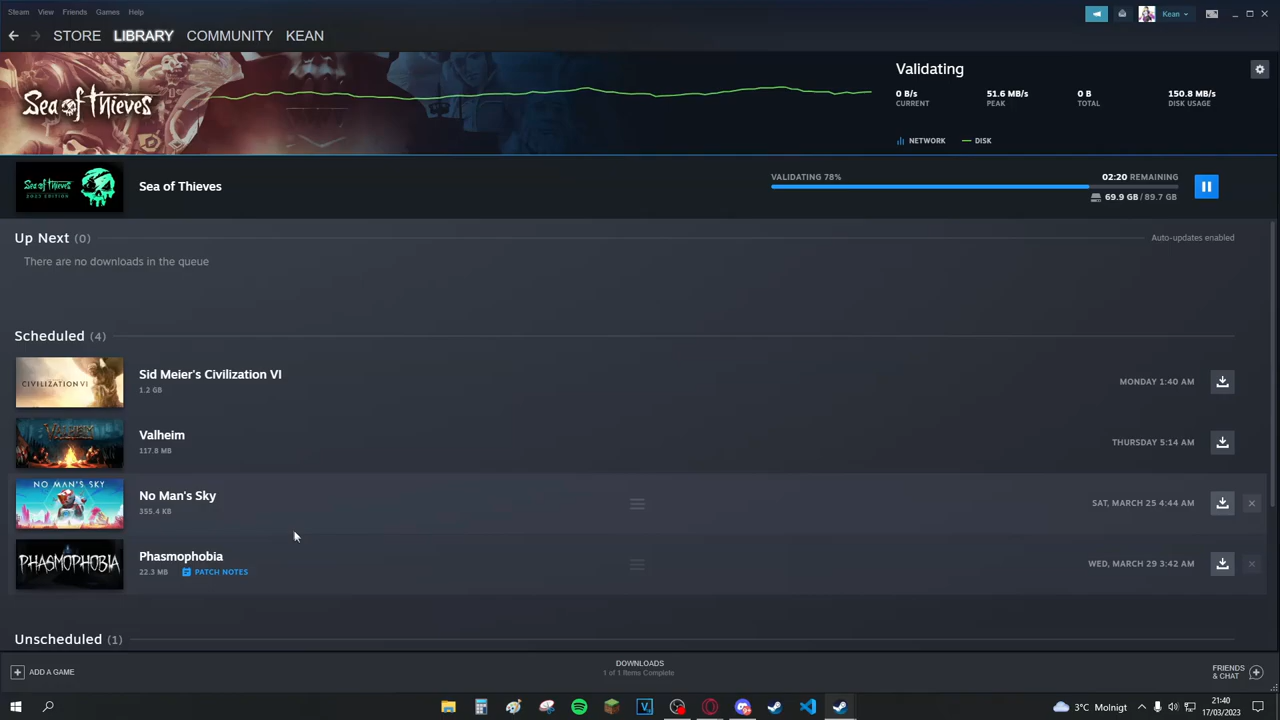 Steam View Friends Games Help Kean
STORE LIBRARY COMMUNITY KEAN
Sea of Thieves
Validating
0 B/s 51.6 MB/s 0 B 150.8 MB/s
CURRENT PEAK TOTAL DISK USAGE
NETWORK DISK
Sea of Thieves
2023 EDITION
Sea of Thieves
VALIDATING 78% 02:20 REMAINING
69.9 GB / 89.7 GB
Up Next (0) Auto-updates enabled
There are no downloads in the queue
Scheduled (4)
CIVILIZATION VI
Sid Meier's Civilization VI
1.2 GB
MONDAY 1:40 AM
VALHEIM
Valheim
117.8 MB
THURSDAY 5:14 AM
NO MAN'S SKY
No Man's Sky
355.4 KB
SAT, MARCH 25 4:44 AM
PHASMOPHOBIA
Phasmophobia
22.3 MB PATCH NOTES
WED, MARCH 29 3:42 AM
Unscheduled (1)
ADD A GAME
DOWNLOADS
1 of 1 Items Complete
FRIENDS
& CHAT
3°C Molnigt
21:40
17/03/2023